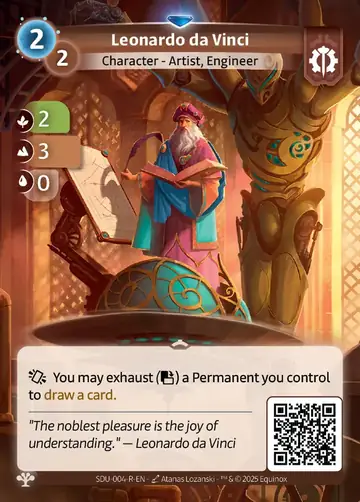 2
Leonardo da Vinci
2
Character - Artist, Engineer
2
3
0
You may exhaust () a Permanent you control
to draw a card.
"The noblest pleasure is the joy of
understanding." — Leonardo da Vinci
SDU-004-R-EN - Atanas Lozanski - ™ & © 2025 Equinox